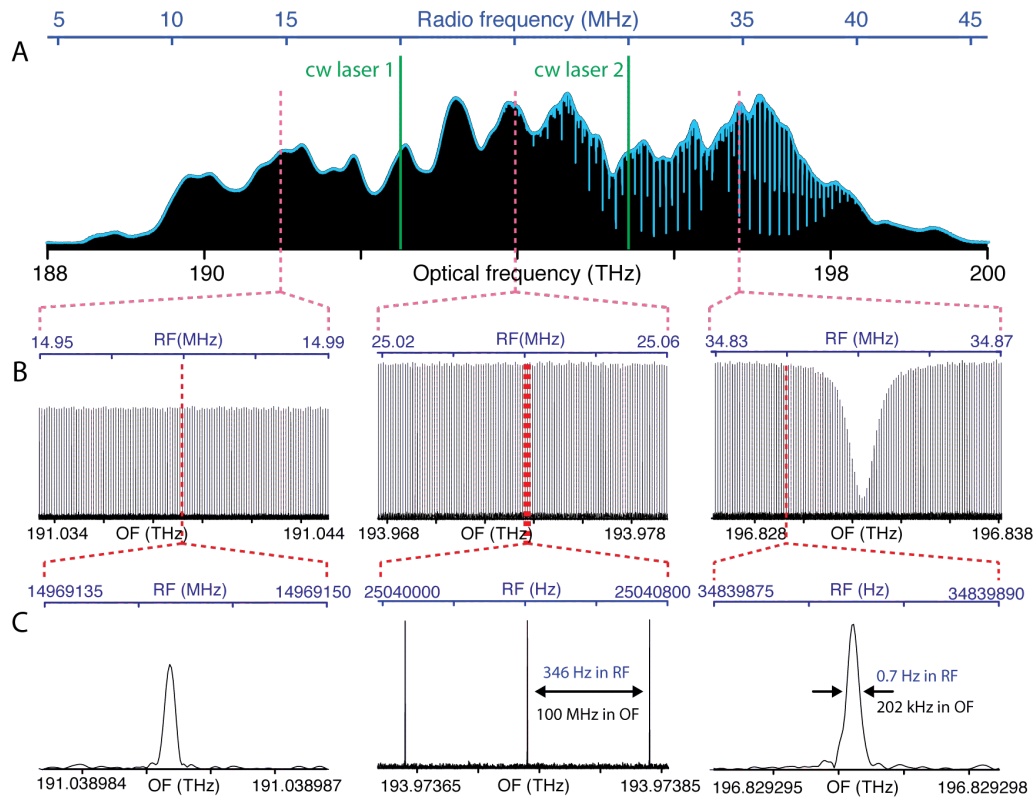 5 10 15 Radio frequency (MHz) 35 40 45
A
cw laser 1 cw laser 2
188 190 Optical frequency (THz) 198 200
14.95 RF(MHz) 14.99 25.02 RF(MHz) 25.06 34.83 RF (MHz) 34.87
B
191.034 OF (THz) 191.044 193.968 OF (THz) 193.978 196.828 OF (THz) 196.838
14969135 RF (MHz) 14969150 25040000 RF (Hz) 25040800 34839875 RF (Hz) 34839890
C
346 Hz in RF 0.7 Hz in RF
100 MHz in OF 202 kHz in OF
191.038984 OF (THz) 191.038987 193.97365 OF (THz) 193.97385 196.829295 OF (THz) 196.829298